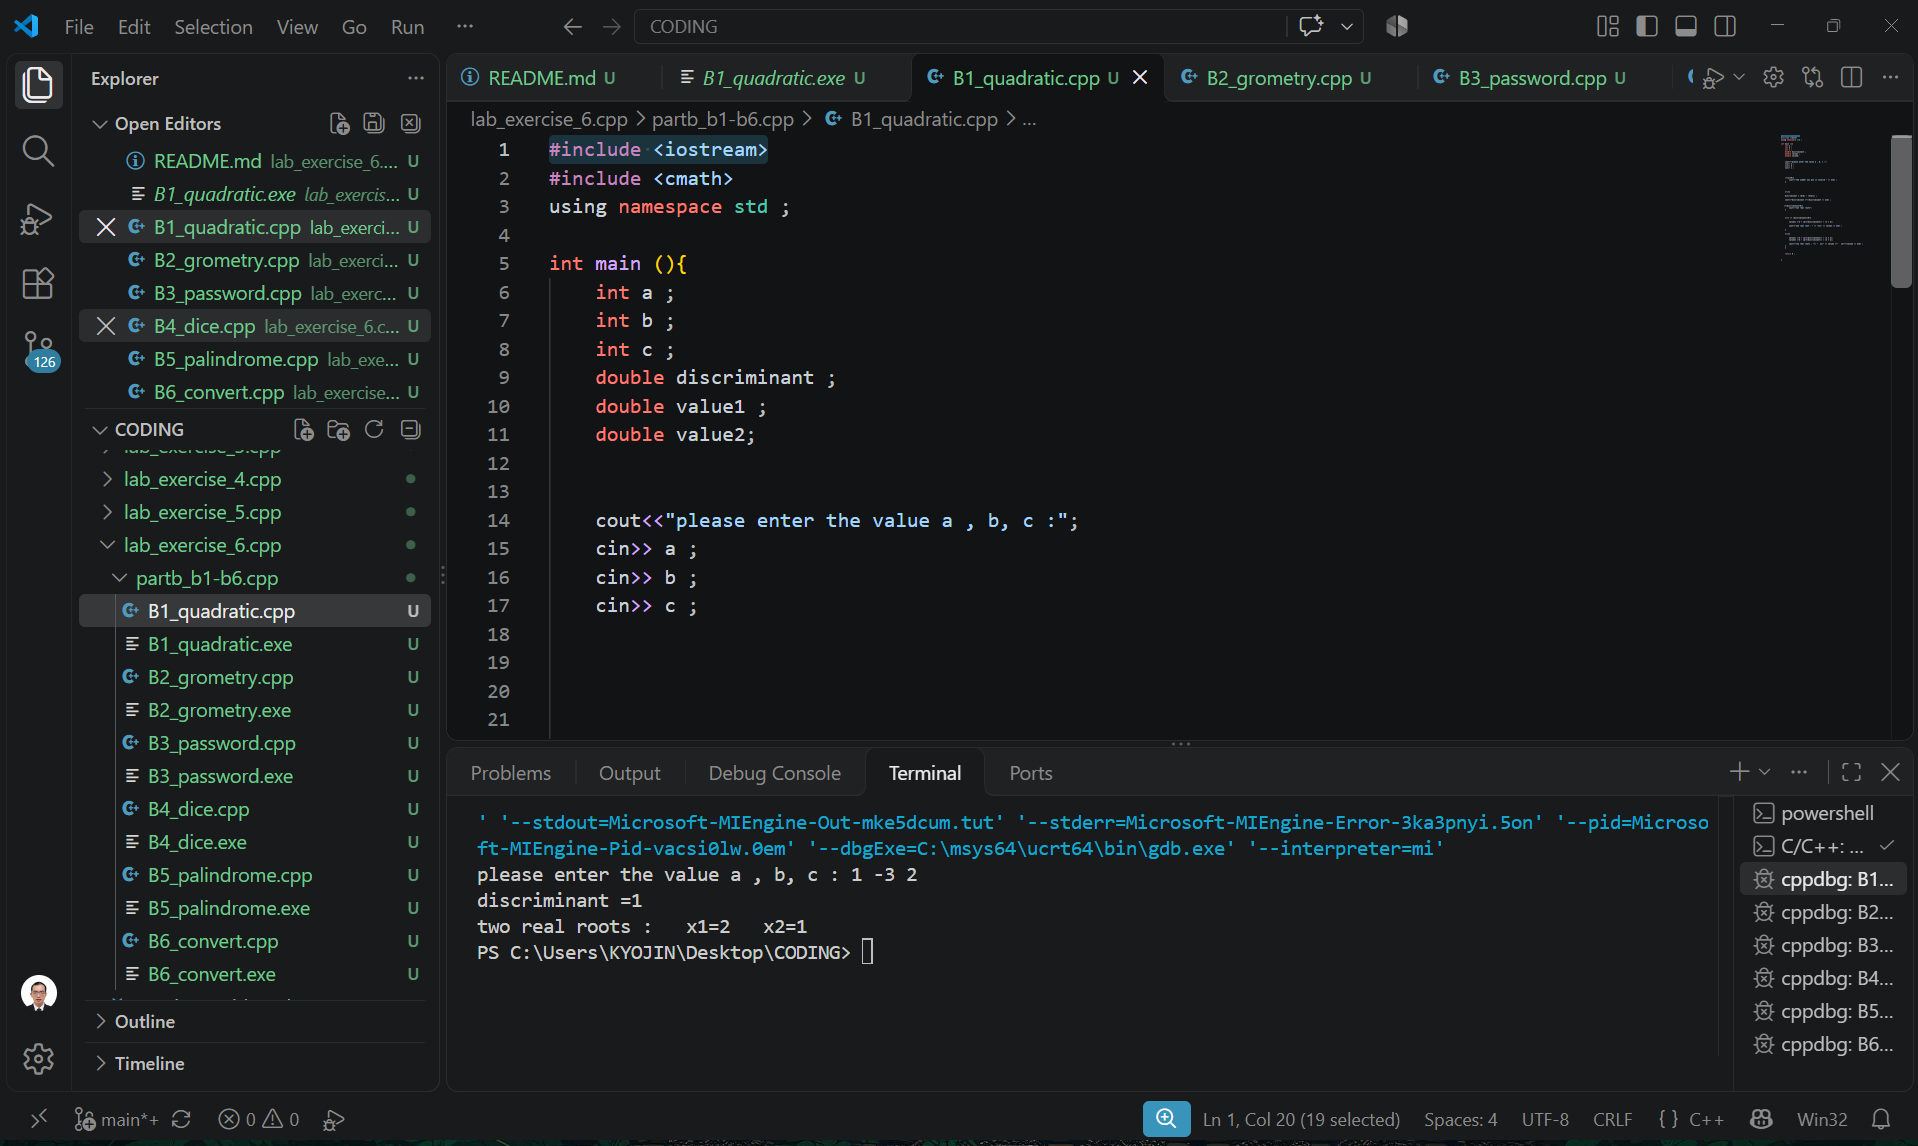 File Edit Selection View Go Run ··· CODING
Explorer ···
Open Editors
README.md lab_exercise_6.... U
B1_quadratic.exe lab_exercis... U
B1_quadratic.cpp lab_exerci... U
B2_grometry.cpp lab_exerci... U
B3_password.cpp lab_exerc... U
B4_dice.cpp lab_exercise_6.c... U
B5_palindrome.cpp lab_exe... U
B6_convert.cpp lab_exercise... U
CODING
lab_exercise_4.cpp
lab_exercise_5.cpp
lab_exercise_6.cpp
partb_b1-b6.cpp
B1_quadratic.cpp U
B1_quadratic.exe U
B2_grometry.cpp U
B2_grometry.exe U
B3_password.cpp U
B3_password.exe U
B4_dice.cpp U
B4_dice.exe U
B5_palindrome.cpp U
B5_palindrome.exe U
B6_convert.cpp U
B6_convert.exe U
Outline
Timeline
126
README.md U B1_quadratic.exe U B1_quadratic.cpp U B2_grometry.cpp U B3_password.cpp U
lab_exercise_6.cpp > partb_b1-b6.cpp > B1_quadratic.cpp > ...
1 #include <iostream>
2 #include <cmath>
3 using namespace std ;
4
5 int main (){
6 int a ;
7 int b ;
8 int c ;
9 double discriminant ;
10 double value1 ;
11 double value2;
12
13
14 cout<<"please enter the value a , b, c :";
15 cin>> a ;
16 cin>> b ;
17 cin>> c ;
18
19
20
21
Problems Output Debug Console Terminal Ports
' '--stdout=Microsoft-MIEngine-Out-mke5dcum.tut' '--stderr=Microsoft-MIEngine-Error-3ka3pnyi.5on' '--pid=Microso
ft-MIEngine-Pid-vacsi0lw.0em' '--dbgExe=C:\msys64\ucrt64\bin\gdb.exe' '--interpreter=mi'
please enter the value a , b, c : 1 -3 2
discriminant =1
two real roots : x1=2 x2=1
PS C:\Users\KYOJIN\Desktop\CODING>
powershell
C/C++: ...
cppdbg: B1...
cppdbg: B2...
cppdbg: B3...
cppdbg: B4...
cppdbg: B5...
cppdbg: B6...
main*+ 0 0 Ln 1, Col 20 (19 selected) Spaces: 4 UTF-8 CRLF {} C++ Win32